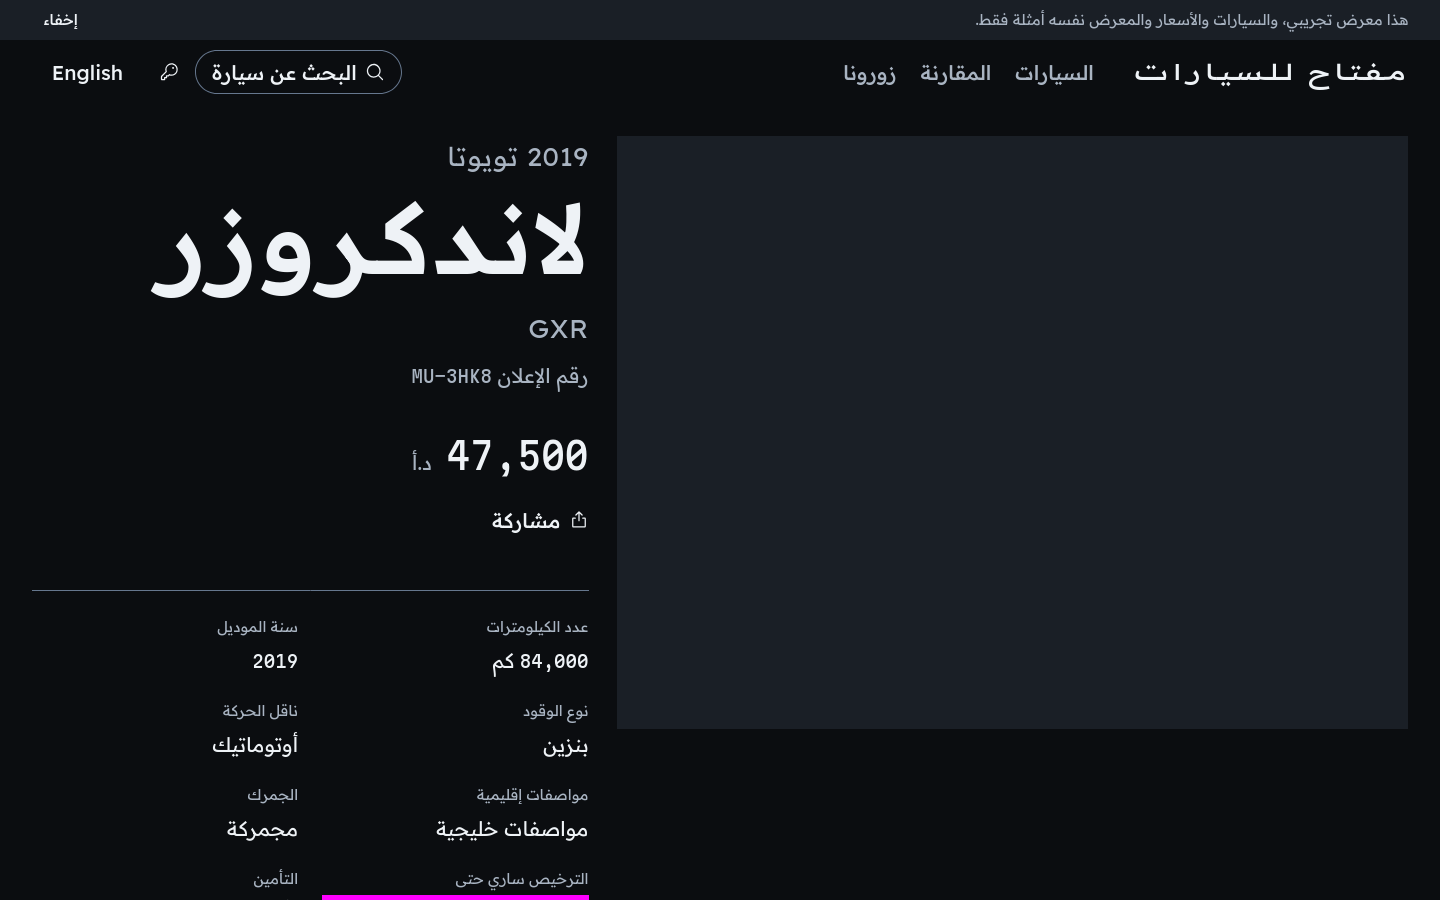 هذا معرض تجريبي، والسيارات والأسعار والمعرض نفسه أمثلة فقط.
إخفاء
مفتاح للسيارات
السيارات
المقارنة
زورونا
البحث عن سيارة
English
2019 تويوتا
لاندكروزر
GXR
رقم الإعلان MU-3HK8
47,500 د.أ
مشاركة
عدد الكيلومترات
سنة الموديل
84,000 كم
2019
نوع الوقود
ناقل الحركة
بنزين
أوتوماتيك
مواصفات إقليمية
الجمرك
مواصفات خليجية
مجمركة
الترخيص ساري حتى
التأمين